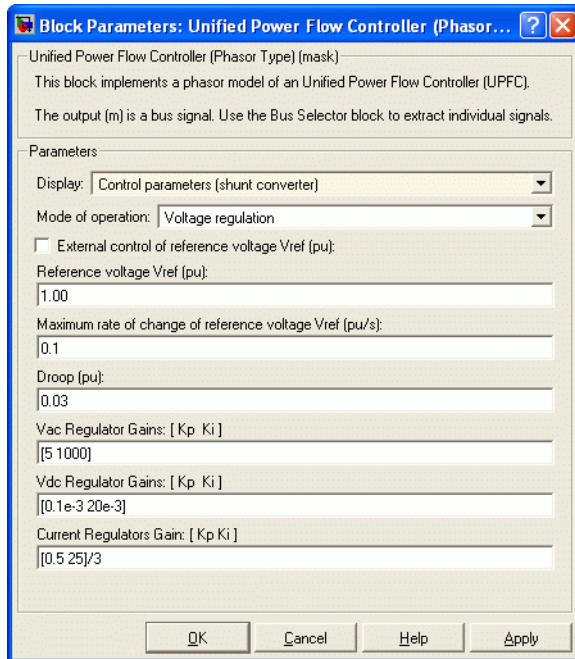 Block Parameters: Unified Power Flow Controller (Phasor...
Unified Power Flow Controller (Phasor Type) (mask)
This block implements a phasor model of an Unified Power Flow Controller (UPFC).
The output (m) is a bus signal. Use the Bus Selector block to extract individual signals.
Parameters
Display: Control parameters (shunt converter)
Mode of operation: Voltage regulation
External control of reference voltage Vref (pu):
Reference voltage Vref (pu):
1.00
Maximum rate of change of reference voltage Vref (pu/s):
0.1
Droop (pu):
0.03
Vac Regulator Gains: [ Kp Ki ]
[5 1000]
Vdc Regulator Gains: [ Kp Ki ]
[0.1e-3 20e-3]
Current Regulators Gain: [ Kp Ki ]
[0.5 25]/3
OK Cancel Help Apply